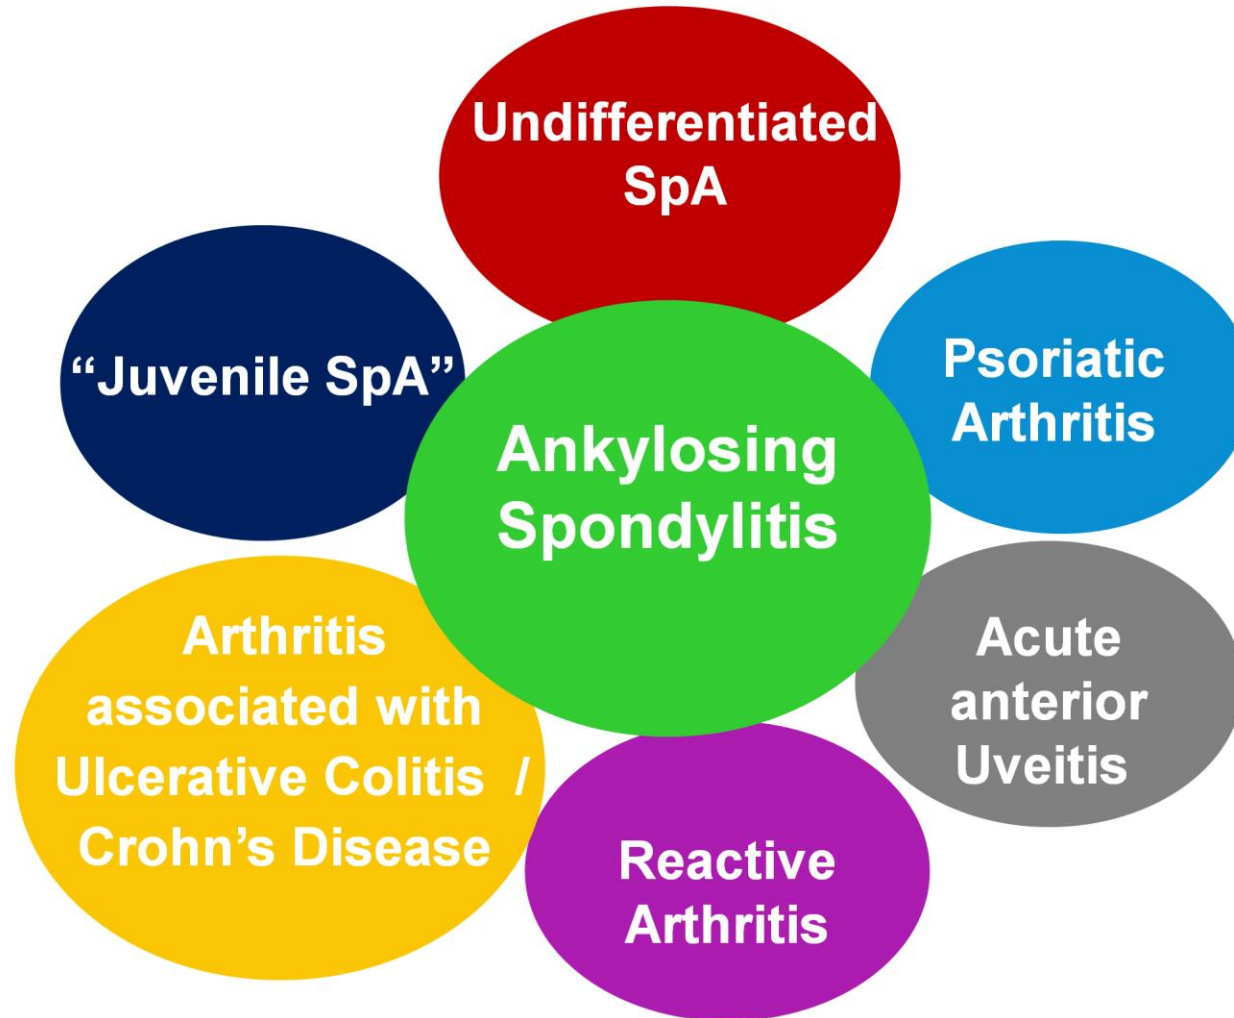 Undifferentiated
SpA
“Juvenile SpA”
Psoriatic
Arthritis
Ankylosing
Spondylitis
Arthritis
associated with
Ulcerative Colitis /
Crohn’s Disease
Acute
anterior
Uveitis
Reactive
Arthritis